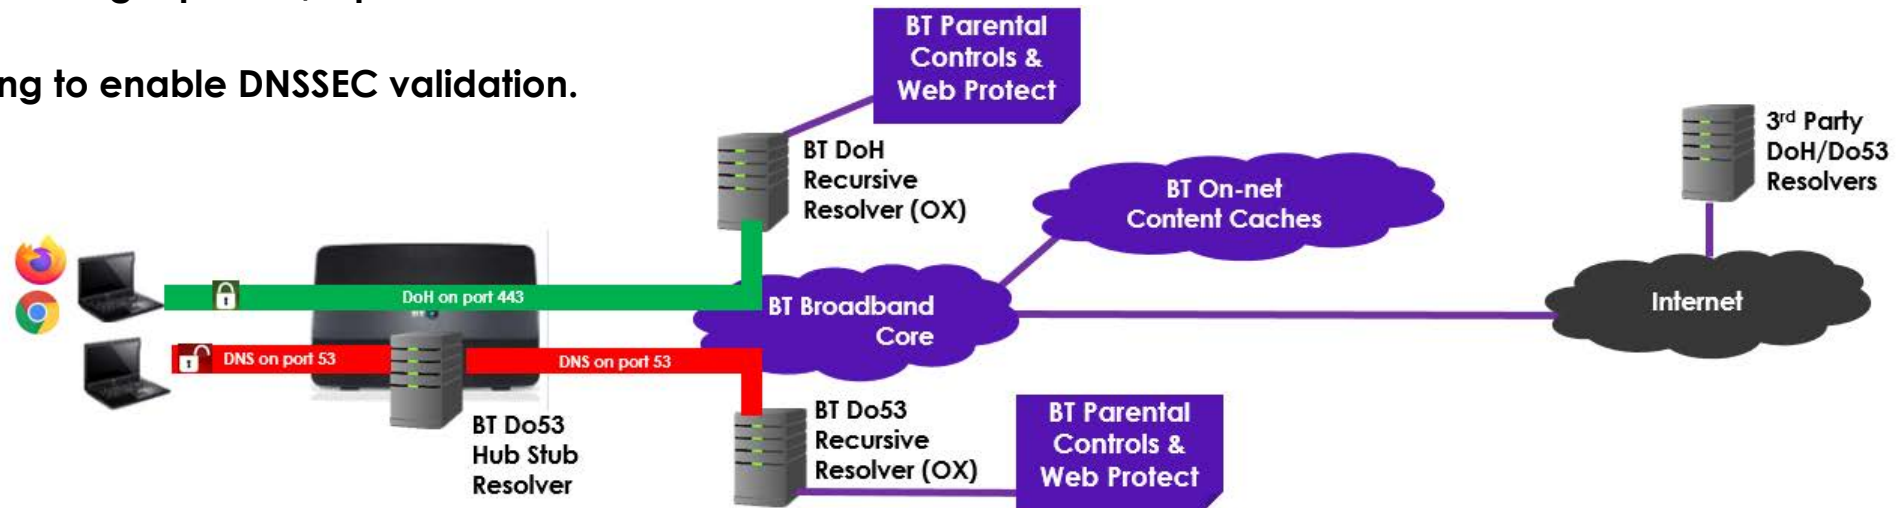 ng to enable DNSSEC validation.
BT Parental
Controls &
Web Protect
BT DoH
Recursive
Resolver (OX)
BT On-net
Content Caches
3rd Party
DoH/Do53
Resolvers
DoH on port 443
BT Broadband
Core
Internet
DNS on port 53
DNS on port 53
BT Do53
Hub Stub
Resolver
BT Do53
Recursive
Resolver (OX)
BT Parental
Controls &
Web Protect